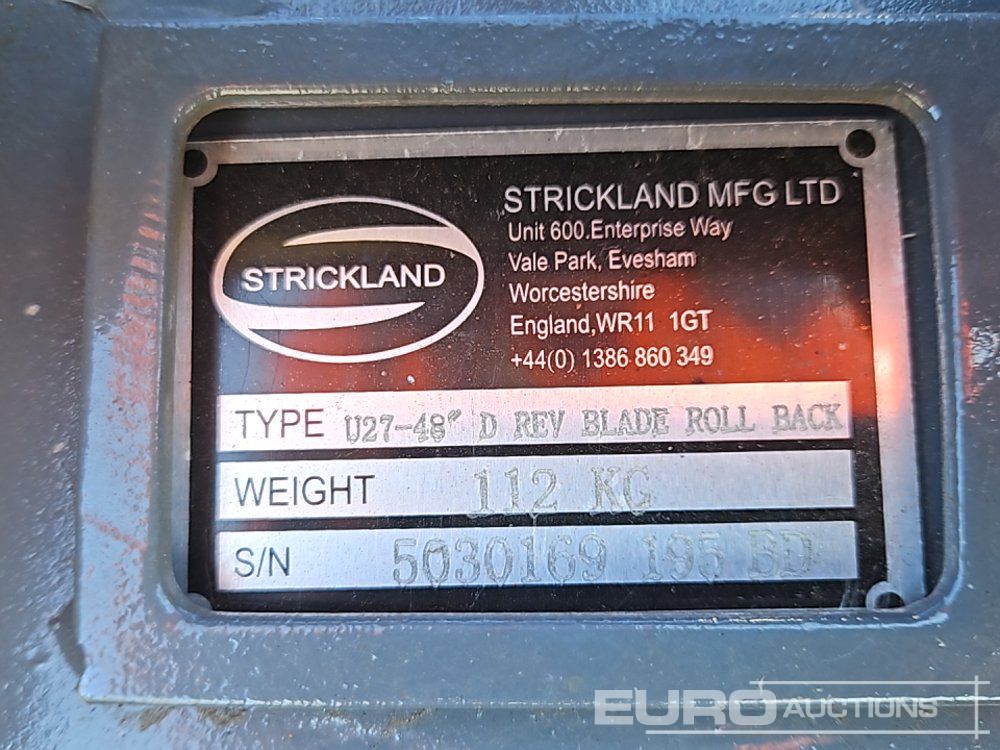 STRICKLAND
STRICKLAND MFG LTD
Unit 600.Enterprise Way
Vale Park, Evesham
Worcestershire
England,WR11 1GT
+44(0) 1386 860 349
TYPE U27-48" D REV BLADE ROLL BACK
WEIGHT 112 KG
S/N 5030169 195 BD
EURO AUCTIONS